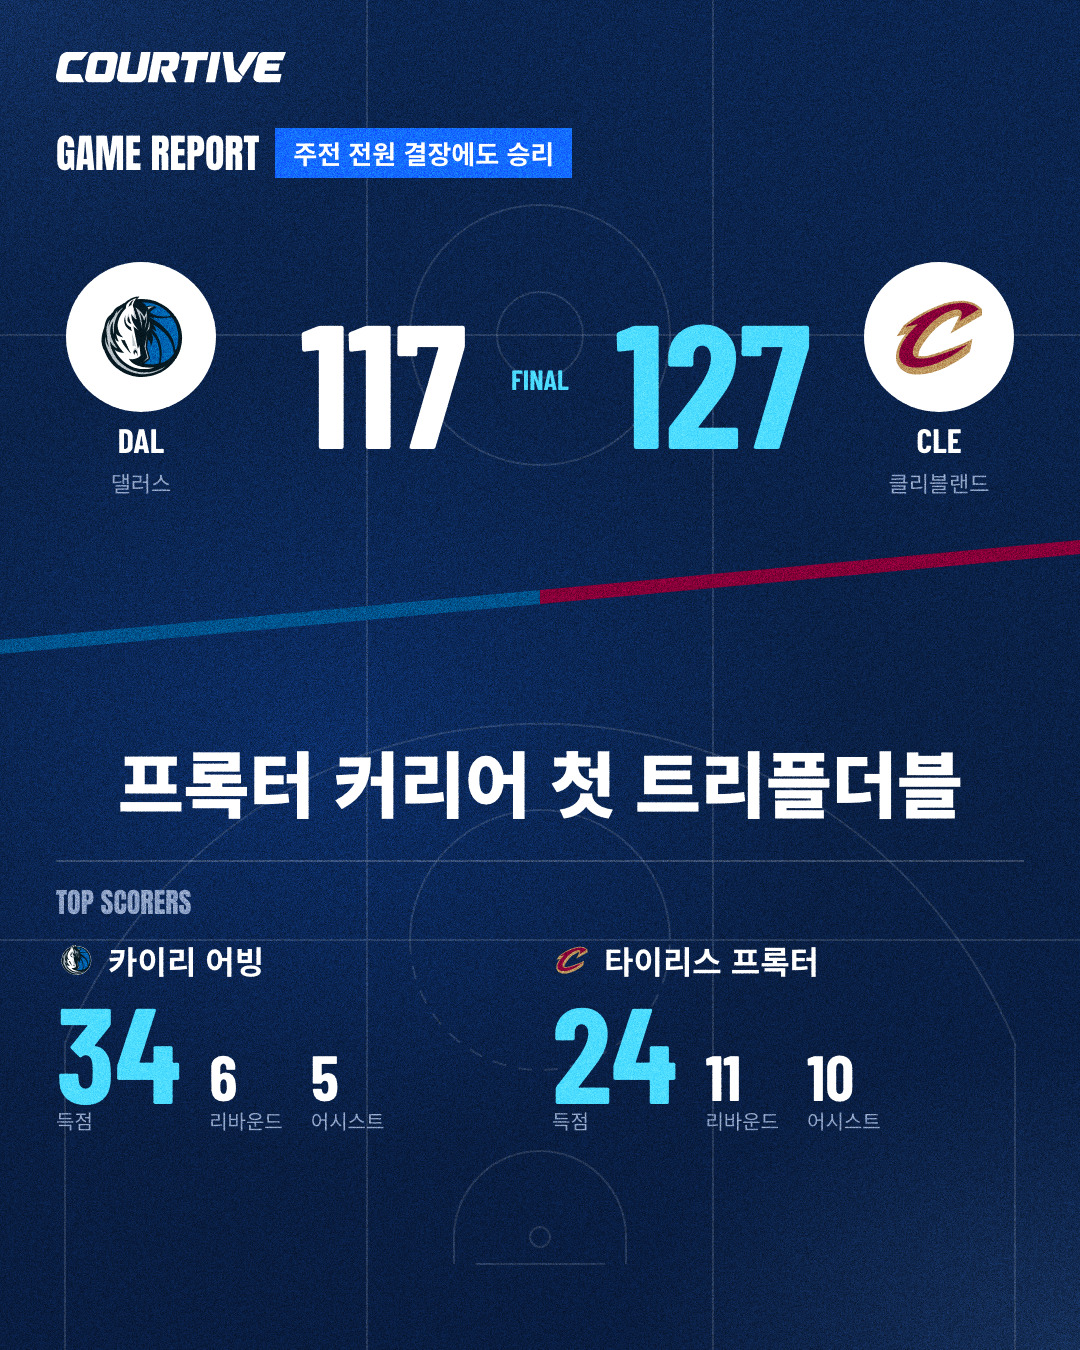 COURTIVE
GAME REPORT 주전 전원 결장에도 승리
117 FINAL 127
DAL CLE
댈러스 클리블랜드
프록터 커리어 첫 트리플더블
TOP SCORERS
카이리 어빙 타이리스 프록터
34 6 5 24 11 10
득점 리바운드 어시스트 득점 리바운드 어시스트